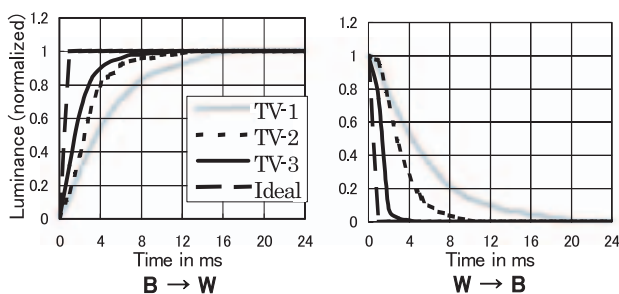 Luminance (normalized)
1.2
1
0.8
0.6
0.4
0.2
0
0 4 8 12 16 20 24
Time in ms
B → W
TV-1
TV-2
TV-3
Ideal
1.2
1
0.8
0.6
0.4
0.2
0
0 4 8 12 16 20 24
Time in ms
W → B